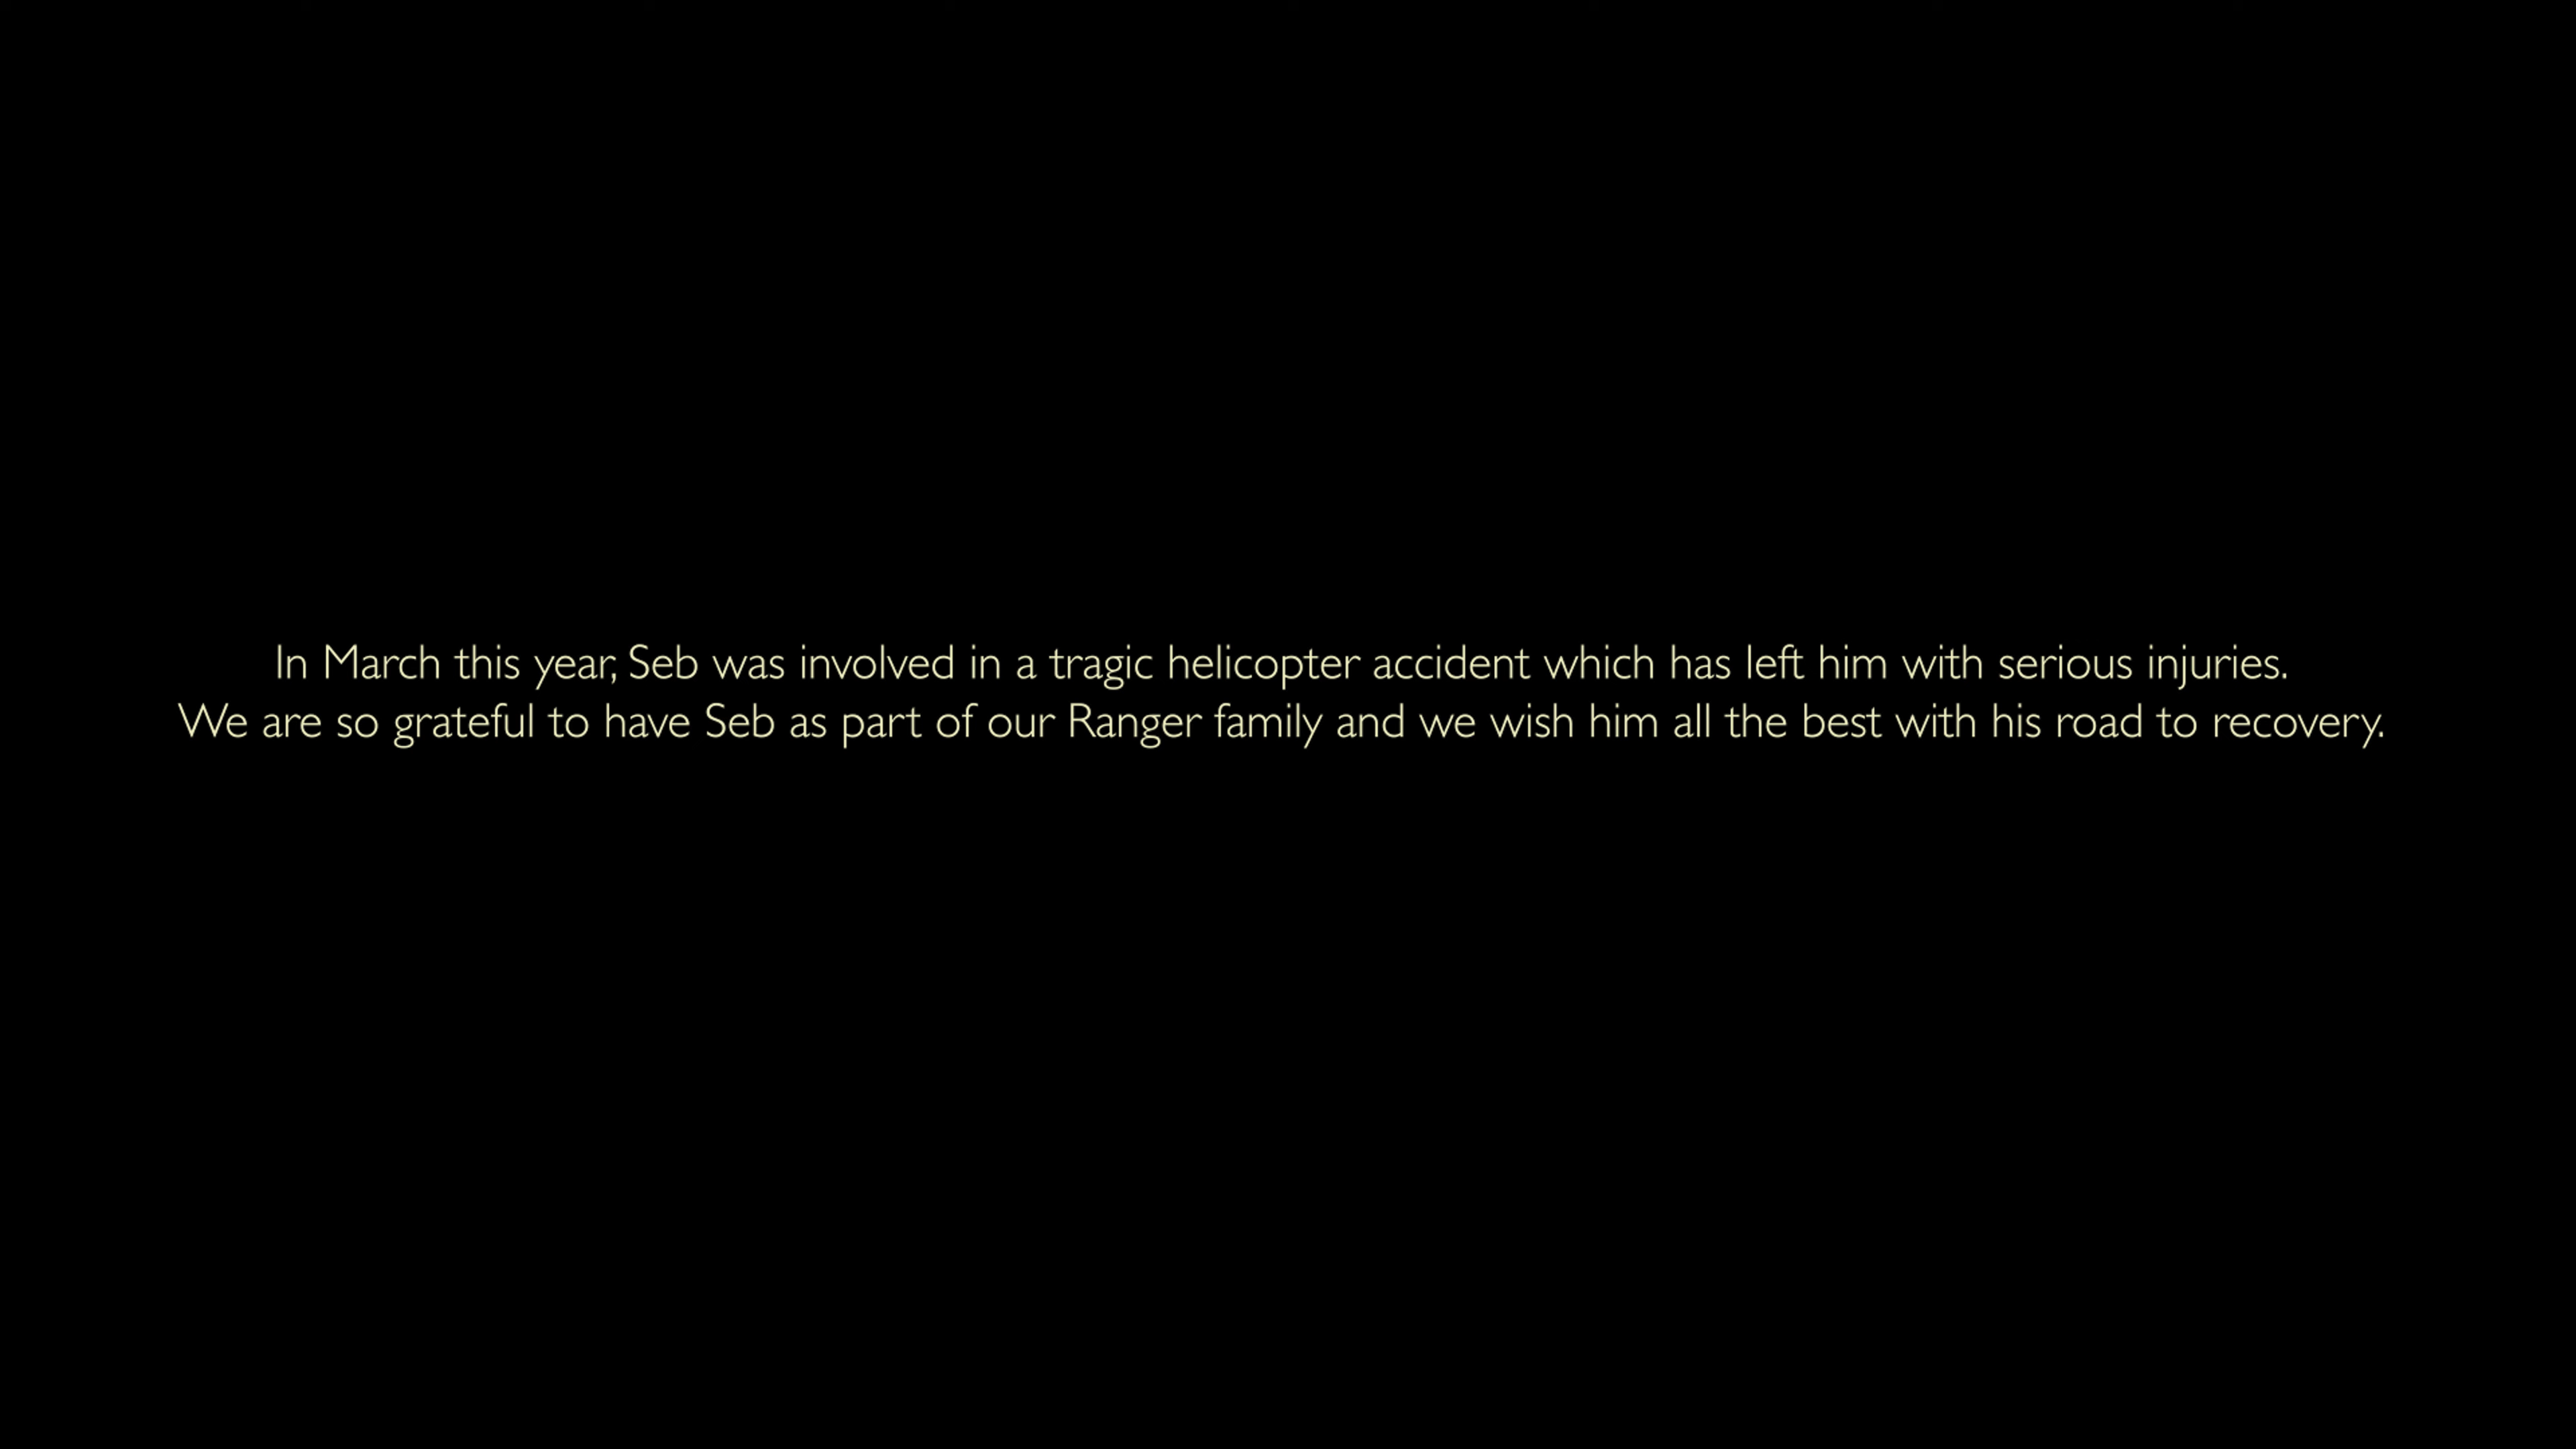 In March this year, Seb was involved in a tragic helicopter accident which has left him with serious injuries.
We are so grateful to have Seb as part of our Ranger family and we wish him all the best with his road to recovery.